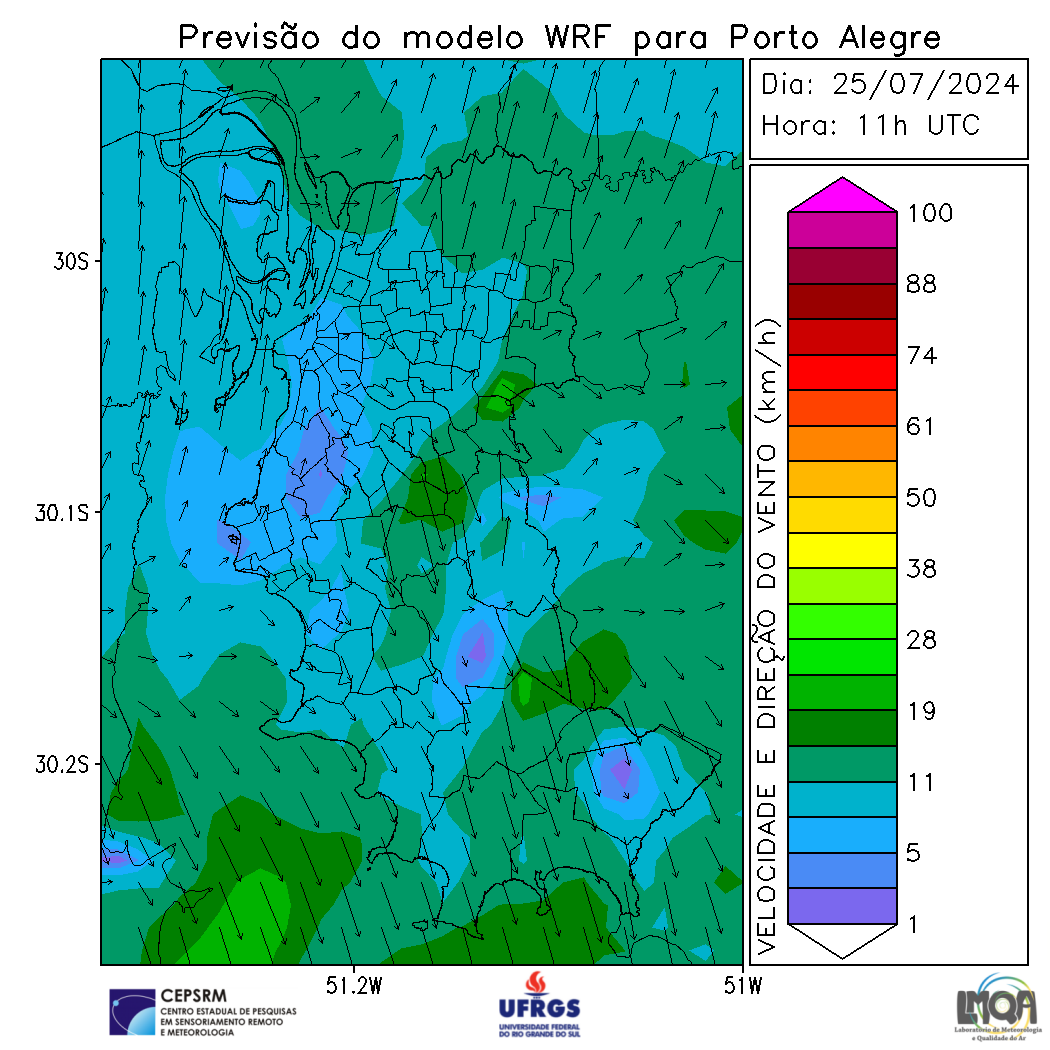 Previsão do modelo WRF para Porto Alegre
Dia: 25/07/2024
Hora: 11h UTC
30S
30.1S
30.2S
51.2W
51W
VELOCIDADE E DIREÇÃO DO VENTO (km/h)
100
88
74
61
50
38
28
19
11
5
1
CEPSRM
CENTRO ESTADUAL DE PESQUISAS
EM SENSORIAMENTO REMOTO
E METEOROLOGIA
UFRGS
UNIVERSIDADE FEDERAL
DO RIO GRANDE DO SUL
LMQA
Laboratório de Meteorologia
e Qualidade do Ar